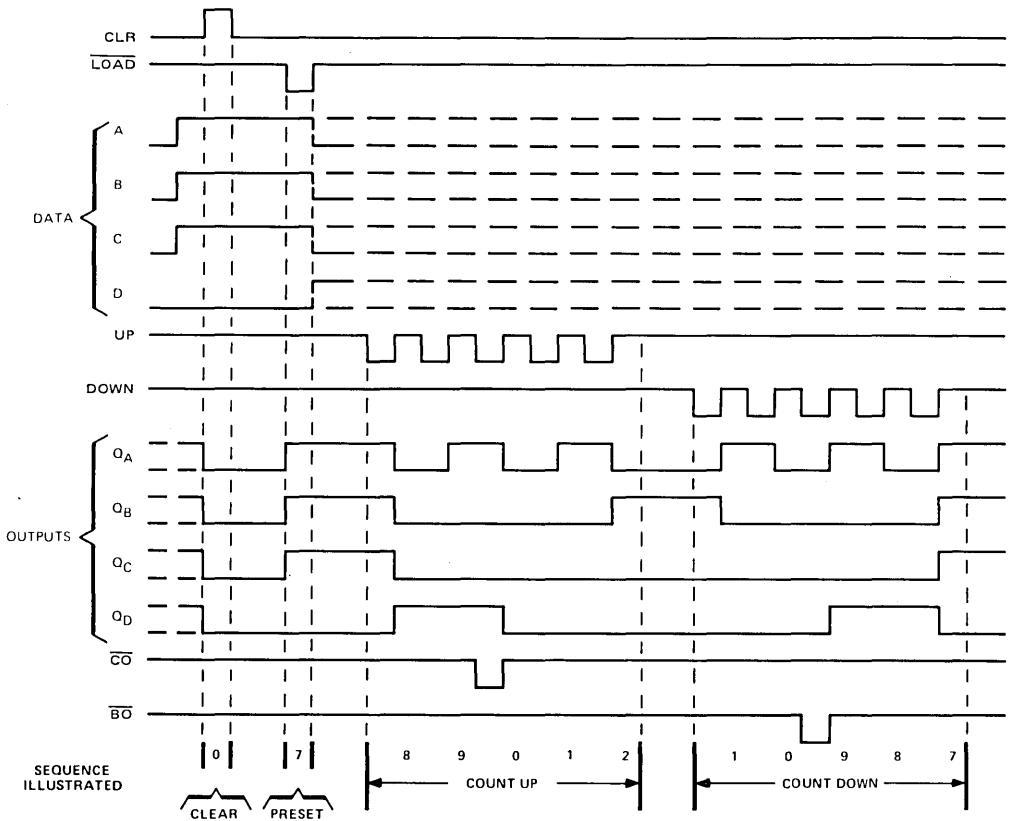 CLR
LOAD
A
B
DATA
C
D
UP
DOWN
QA
QB
OUTPUTS
QC
QD
CO
BO
SEQUENCE
ILLUSTRATED
0 7 8 9 0 1 2 1 0 9 8 7
COUNT UP COUNT DOWN
CLEAR PRESET